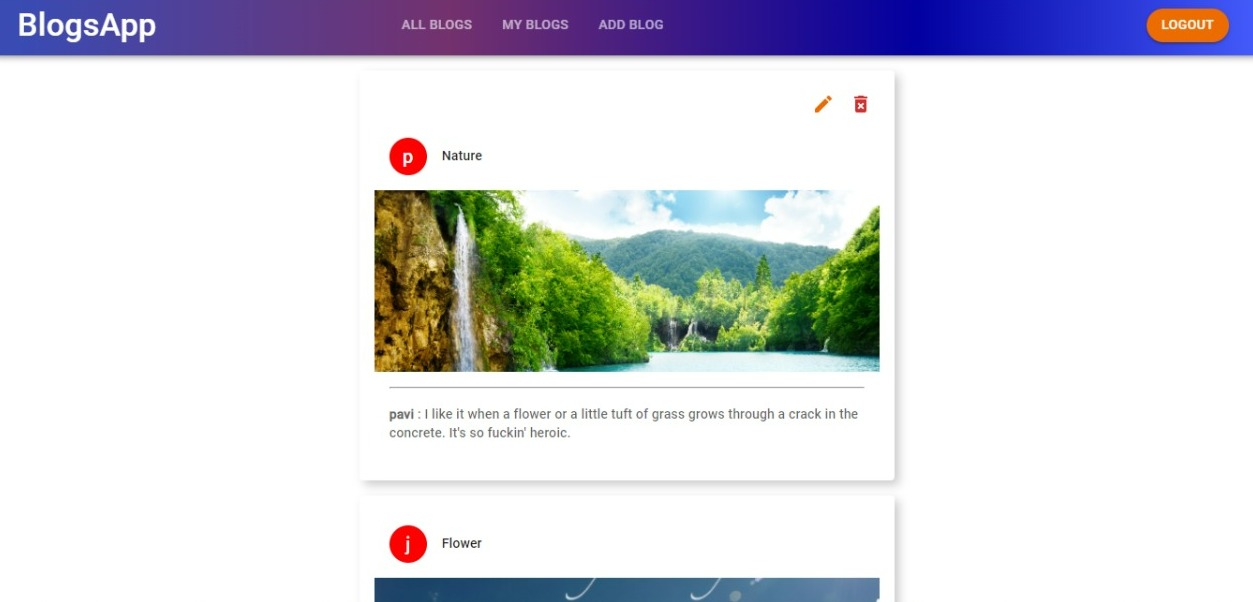 BlogsApp
ALL BLOGS MY BLOGS ADD BLOG
LOGOUT
p Nature
pavi : I like it when a flower or a little tuft of grass grows through a crack in the
concrete. It's so fuckin' heroic.
j Flower